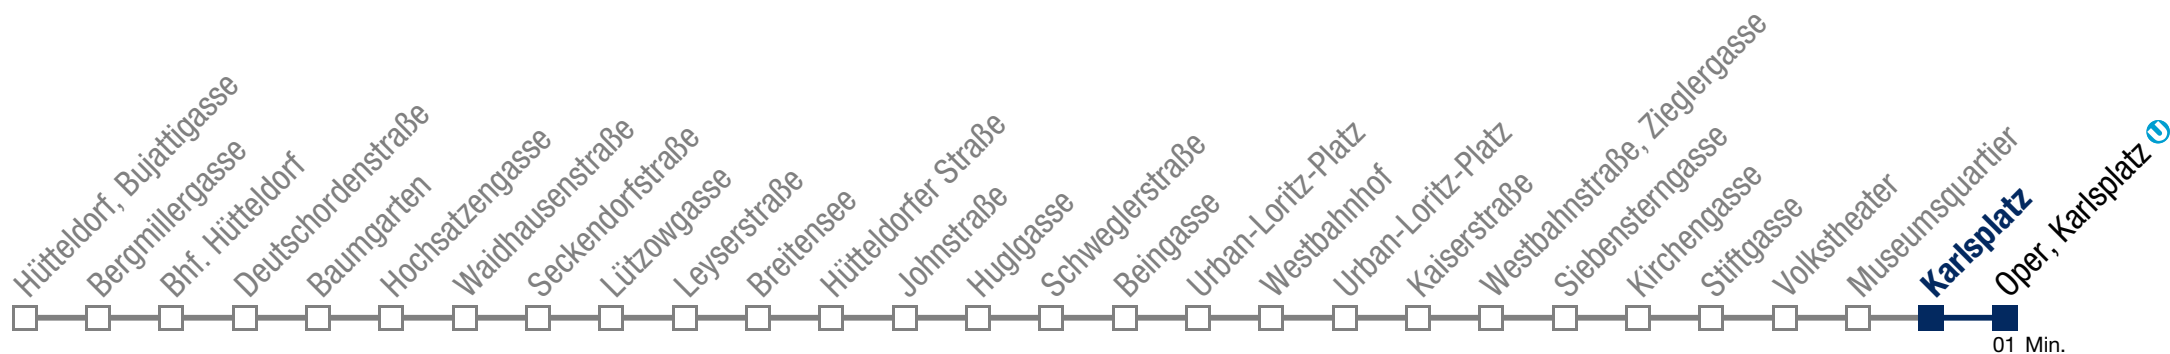 Hütteldorf, Bujattigasse
Bergmillergasse
Bhf. Hütteldorf
Deutschordenstraße
Baumgarten
Hochsatzengasse
Waidhausenstraße
Seckendorfstraße
Lützowgasse
Leyserstraße
Breitensee
Hütteldorfer Straße
Johnstraße
Huglgasse
Schweglerstraße
Beingasse
Urban-Loritz-Platz
Westbahnhof
Urban-Loritz-Platz
Kaiserstraße
Westbahnstraße, Zieglergasse
Siebensterngasse
Kirchengasse
Stiftgasse
Volkstheater
Museumsquartier
Karlsplatz
Oper, Karlsplatz U
01 Min.